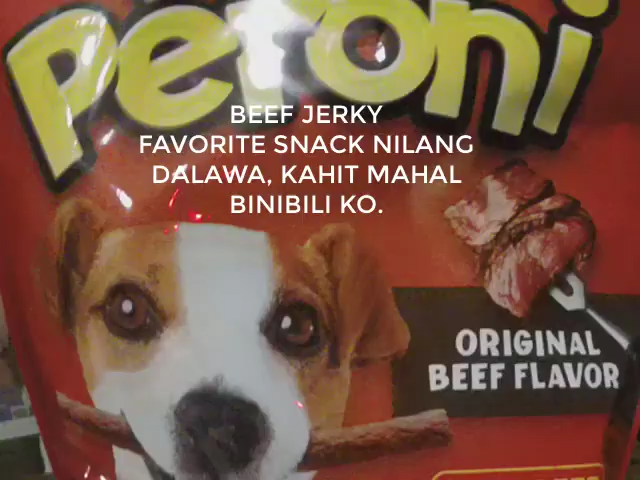 Petoni
BEEF JERKY
FAVORITE SNACK NILANG
DALAWA, KAHIT MAHAL
BINIBILI KO.
ORIGINAL
BEEF FLAVOR